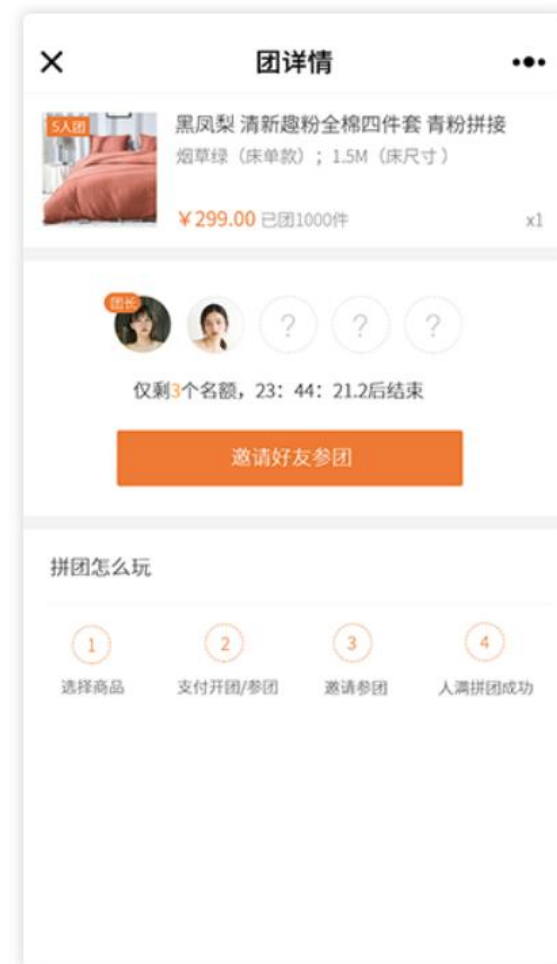 团详情
5人团
黑凤梨 清新趣粉全棉四件套 青粉拼接
烟草绿（床单款）；1.5M（床尺寸）
￥299.00 已团1000件 x1
团长
? ? ?
仅剩3个名额，23：44：21.2后结束
邀请好友参团
拼团怎么玩
1 2 3 4
选择商品 支付开团/参团 邀请参团 人满拼团成功